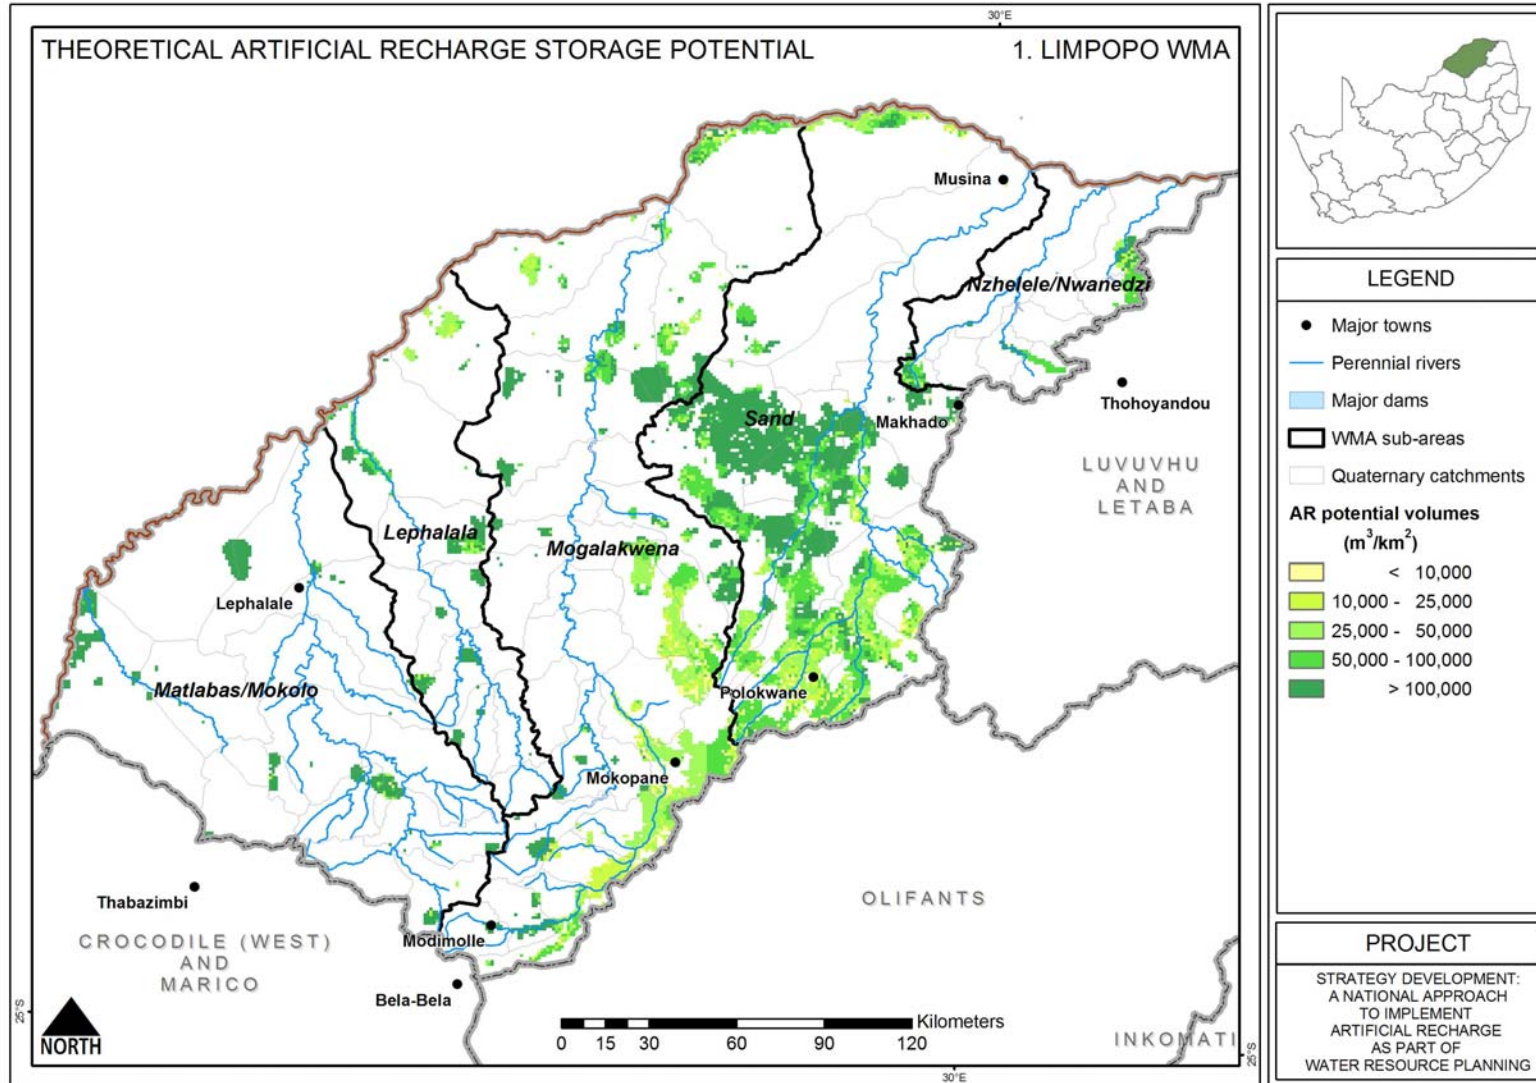 30°E
THEORETICAL ARTIFICIAL RECHARGE STORAGE POTENTIAL
1. LIMPOPO WMA
Musina
Nzhelele/Nwanedzi
Thohoyandou
Makhado
Sand
LUVUVHU
AND
LETABA
Lephalala
Mogalakwena
Lephalale
Matlabas/Mokolo
Polokwane
Mokopane
Thabazimbi
OLIFANTS
CROCODILE (WEST)
AND
MARICO
Modimolle
Bela-Bela
25°S
NORTH
Kilometers
0 15 30 60 90 120
INKOMATI
25°S
30°E
LEGEND
Major towns
Perennial rivers
Major dams
WMA sub-areas
Quaternary catchments
AR potential volumes
(m³/km²)
< 10,000
10,000 - 25,000
25,000 - 50,000
50,000 - 100,000
> 100,000
PROJECT
STRATEGY DEVELOPMENT:
A NATIONAL APPROACH
TO IMPLEMENT
ARTIFICIAL RECHARGE
AS PART OF
WATER RESOURCE PLANNING